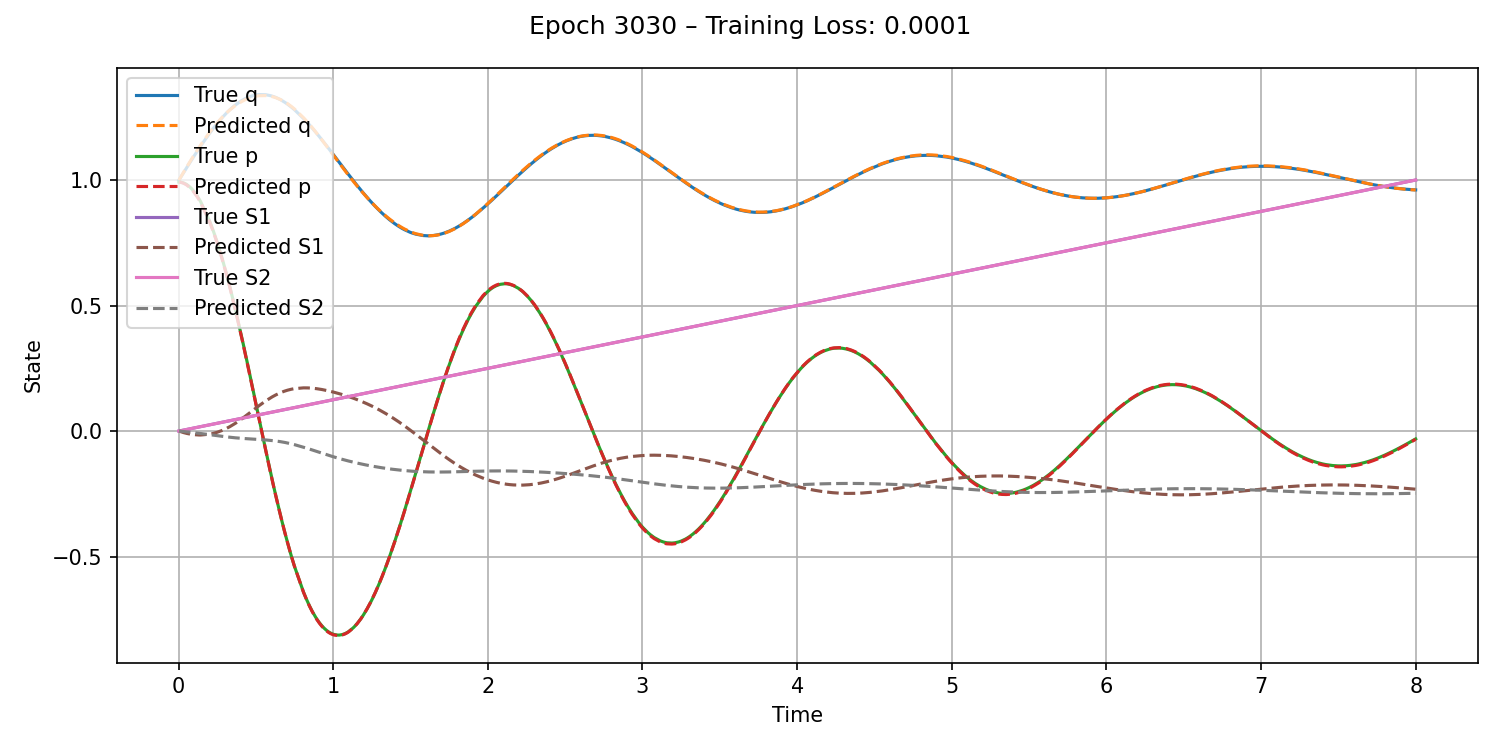 Epoch 3030 – Training Loss: 0.0001
True q
Predicted q
True p
Predicted p
True S1
Predicted S1
True S2
Predicted S2
State
1.0
0.5
0.0
−0.5
0 1 2 3 4 5 6 7 8
Time